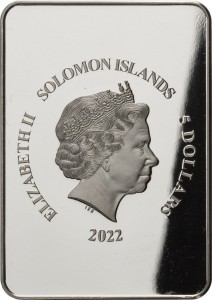 ELIZABETH II
SOLOMON ISLANDS
5 DOLLARS
2022